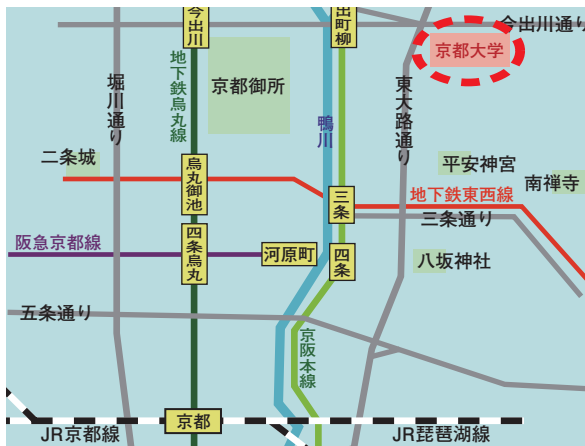 今出川
出町柳
今出川通り
京都大学
地下鉄烏丸線
京都御所
堀川通り
鴨川
東大路通り
二条城
烏丸御池
平安神宮
南禅寺
三条
地下鉄東西線
三条通り
阪急京都線
四条烏丸
河原町
四条
八坂神社
五条通り
京阪本線
京都
JR京都線
JR琵琶湖線